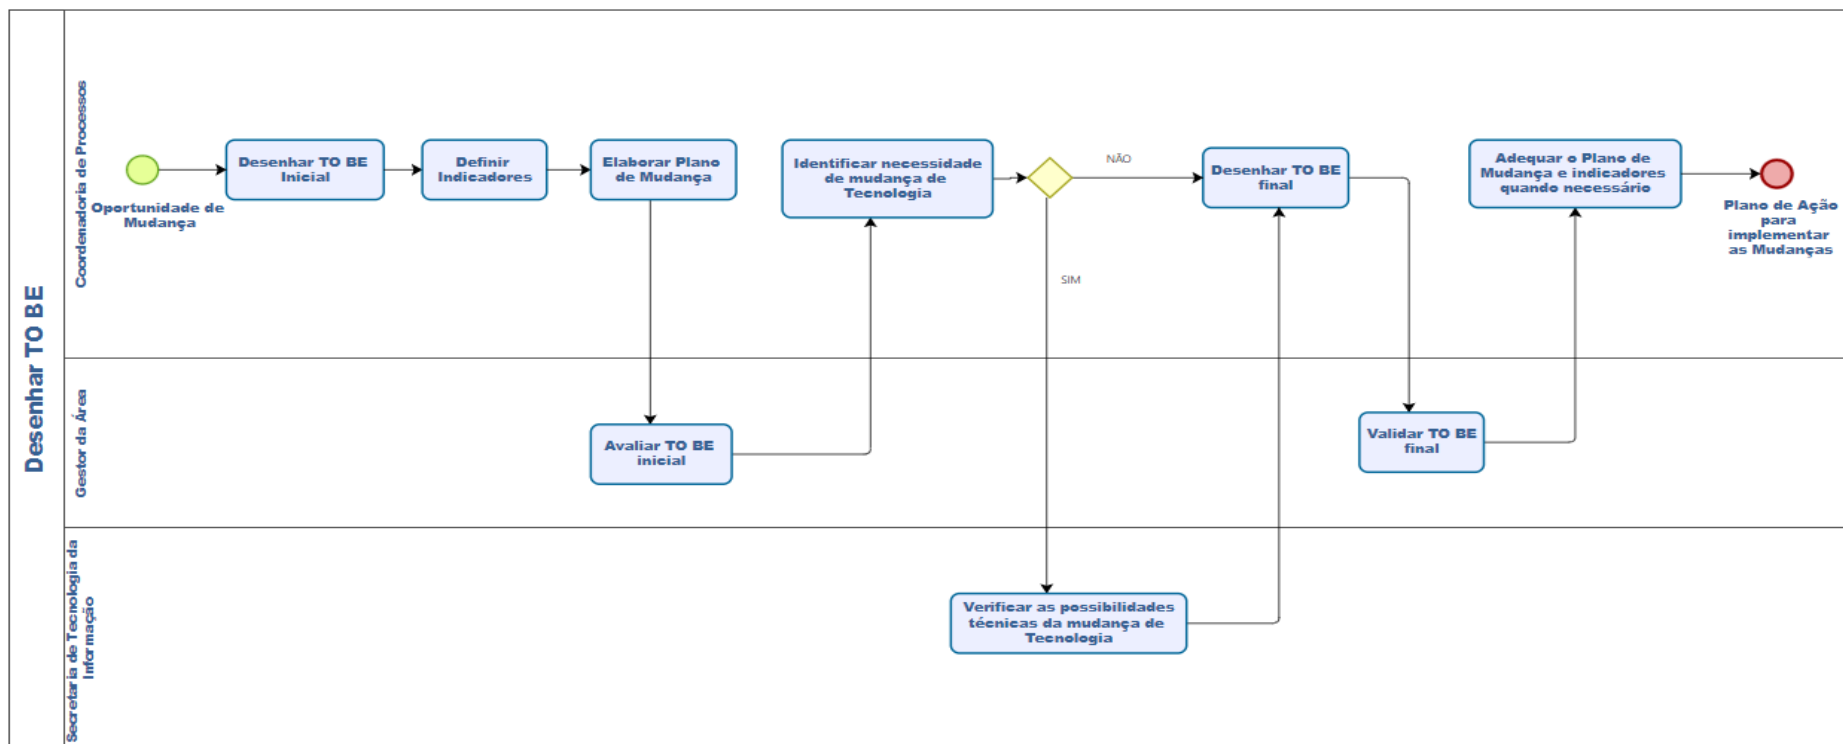 Desenhar TO BE
Coordenadoria de Processos
Oportunidade de
Mudança
Desenhar TO BE
Inicial
Definir
Indicadores
Elaborar Plano
de Mudança
Identificar necessidade
de mudança de
Tecnologia
NÃO
SIM
Desenhar TO BE
final
Adequar o Plano de
Mudança e indicadores
quando necessário
Plano de Ação
para
implementar
as Mudanças
Gestor da Área
Avaliar TO BE
inicial
Validar TO BE
final
Secretaria de Tecnologia da
Informação
Verificar as possibilidades
técnicas da mudança de
Tecnologia